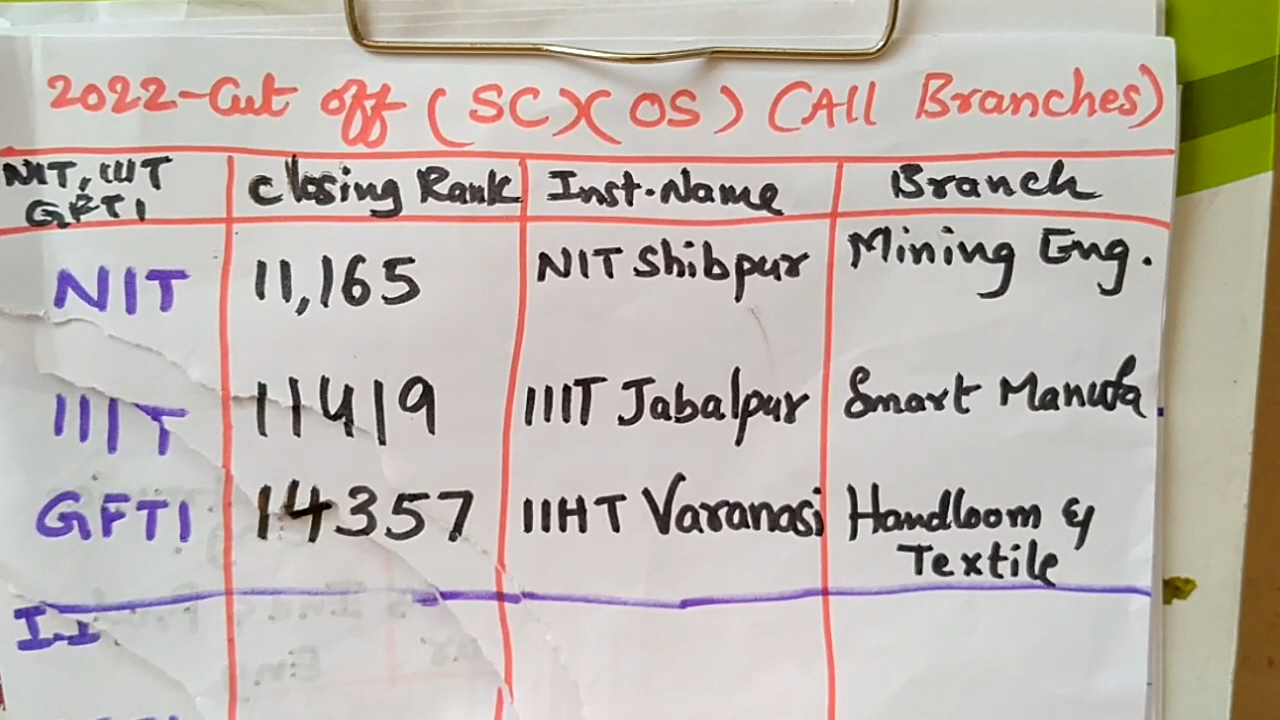 2022-Cut off (SC)(OS) (All Branches)
NIT, IIIT
GFTI
Closing Rank
Inst.Name
Branch
NIT
11,165
NIT Shibpur
Mining Eng.
IIIT
11419
IIIT Jabalpur
Smart Manufa.
GFTI
14357
IIHT Varanasi
Handloom &
Textile